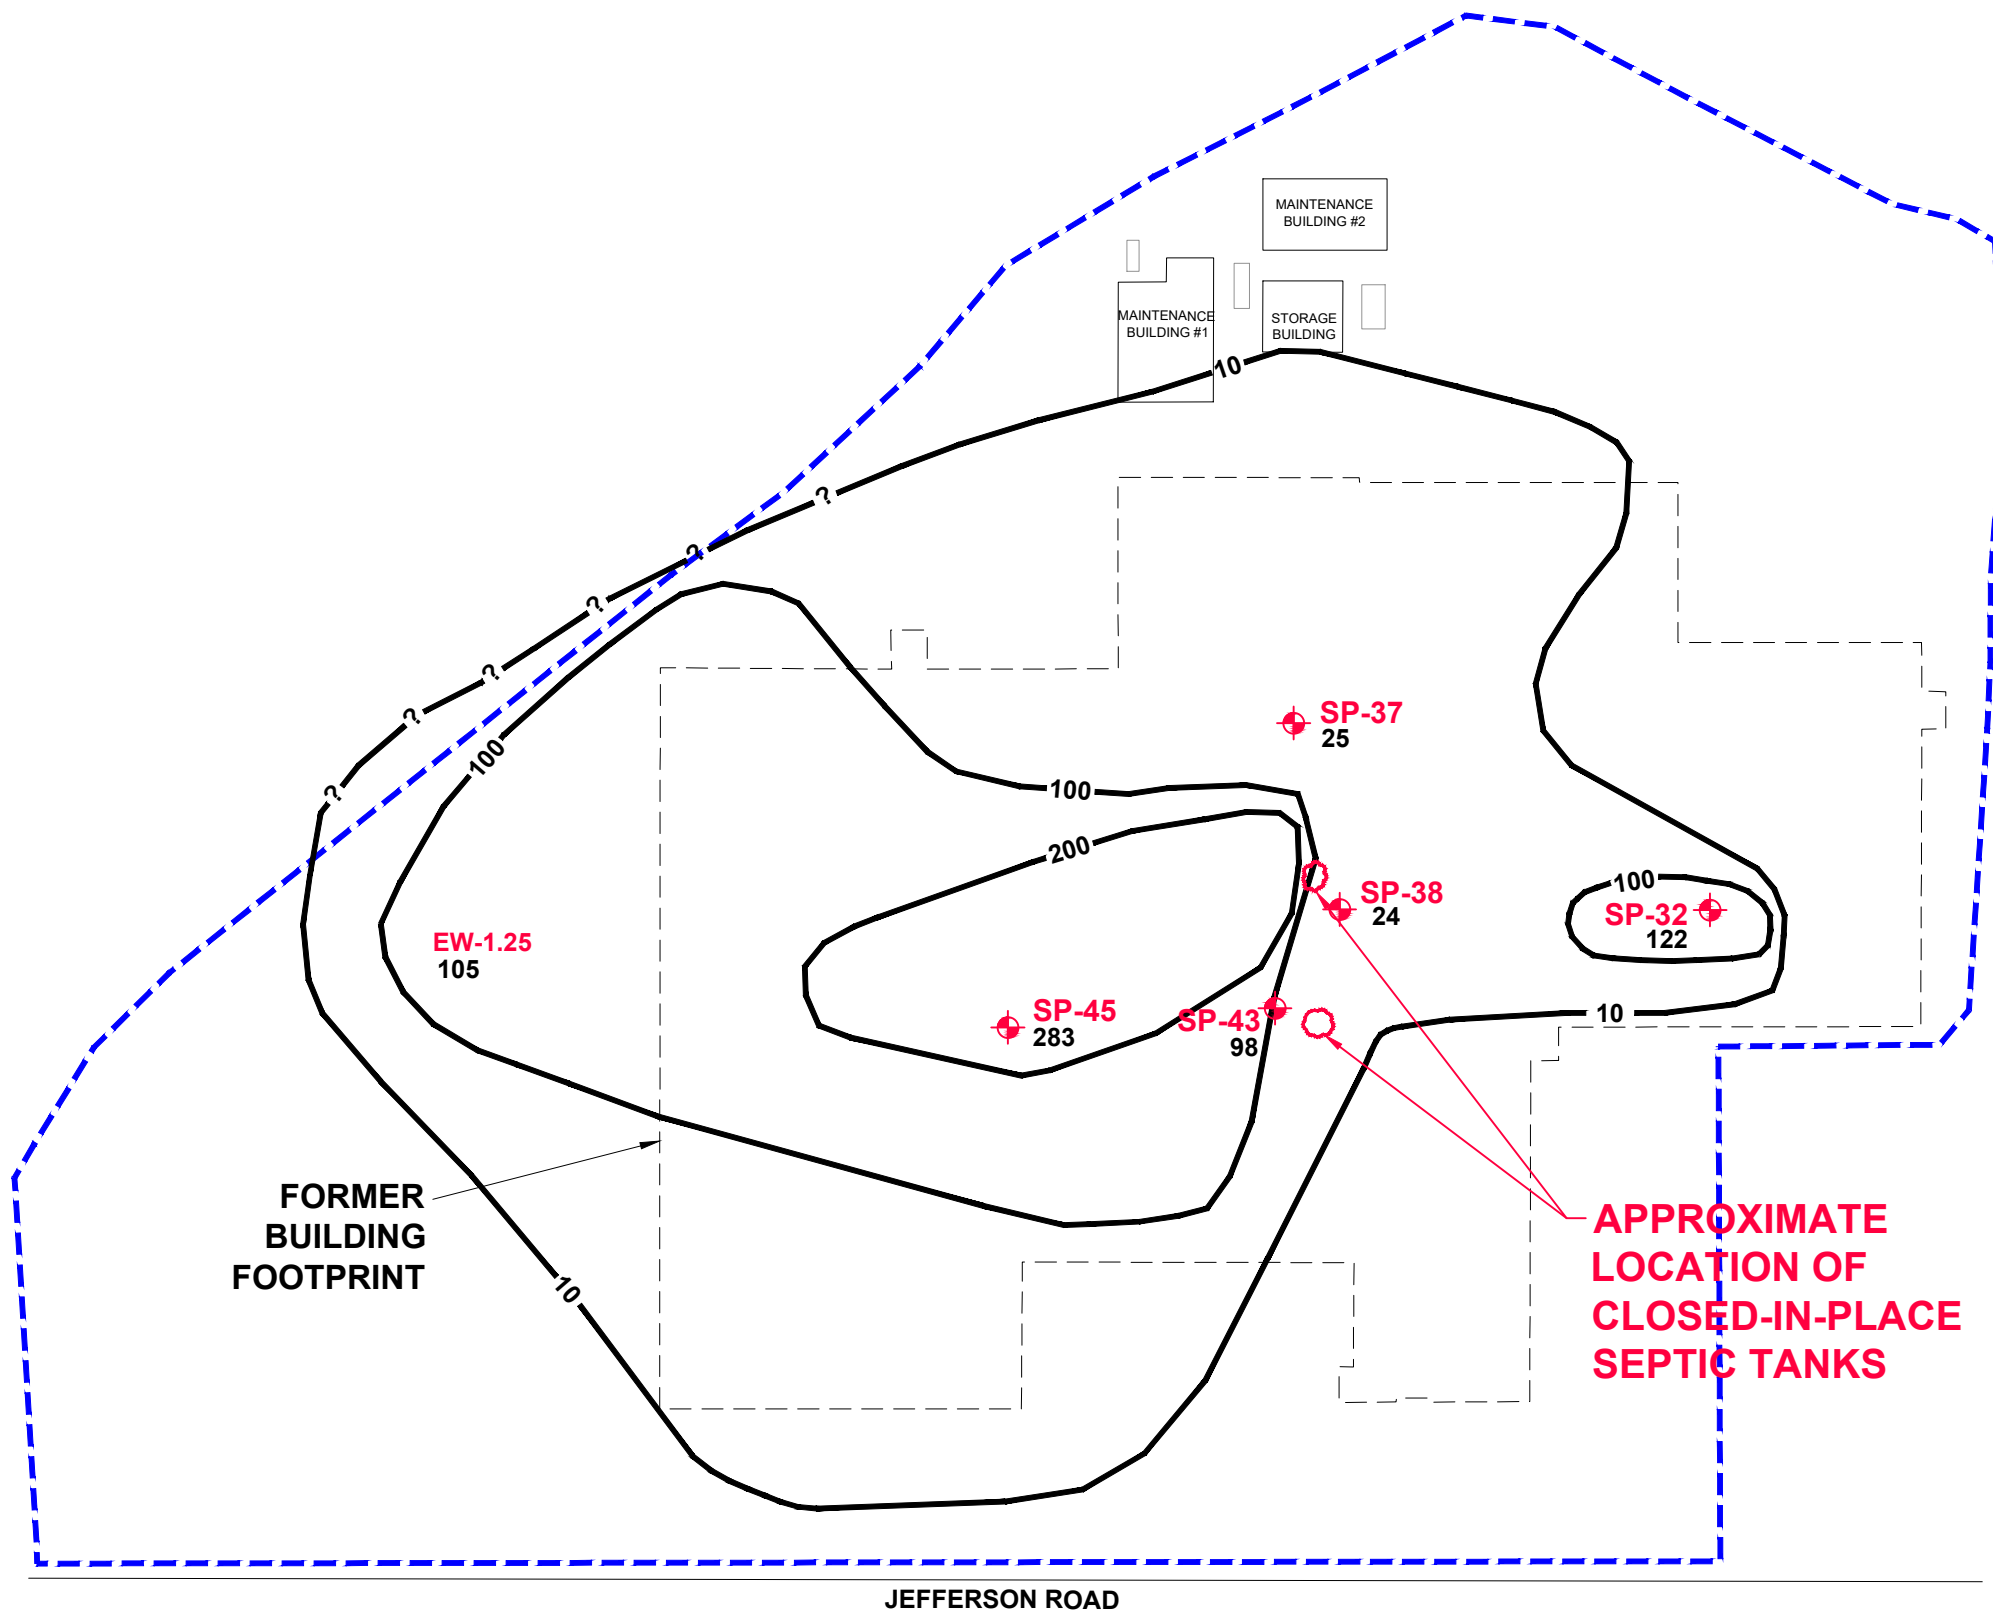 MAINTENANCE
BUILDING #2
MAINTENANCE
BUILDING #1
STORAGE
BUILDING
10
?
?
?
?
?
?
100
SP-37
25
100
200
SP-38
24
100
SP-32
122
EW-1.25
105
SP-45
283
SP-43
98
10
FORMER
BUILDING
FOOTPRINT
10
APPROXIMATE
LOCATION OF
CLOSED-IN-PLACE
SEPTIC TANKS
JEFFERSON ROAD